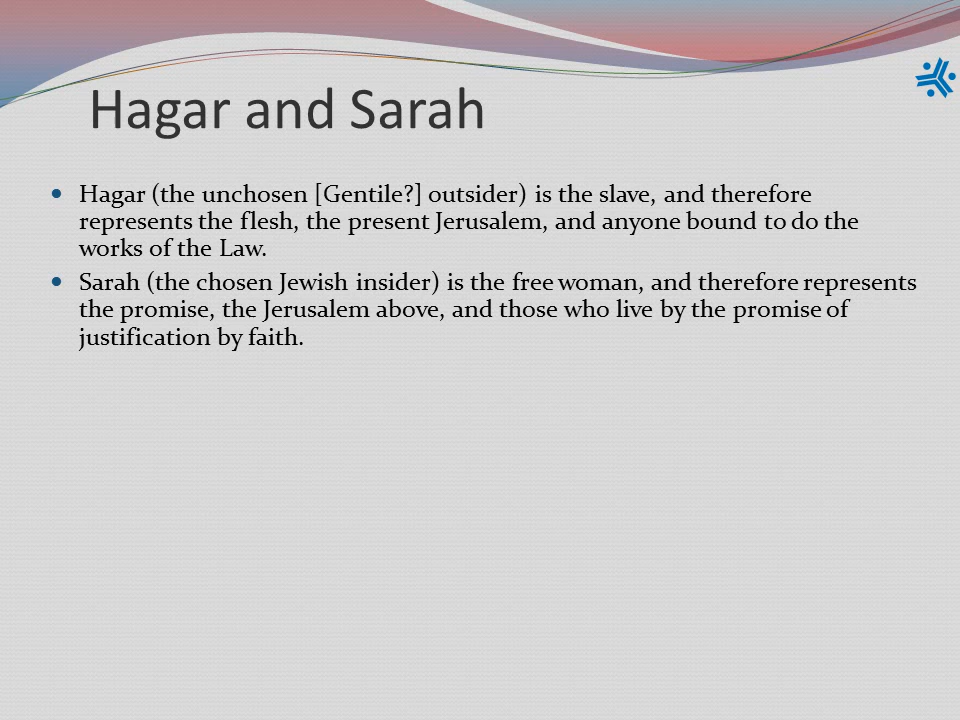 Hagar and Sarah
Hagar (the unchosen [Gentile?] outsider) is the slave, and therefore
represents the flesh, the present Jerusalem, and anyone bound to do the
works of the Law.
Sarah (the chosen Jewish insider) is the free woman, and therefore represents
the promise, the Jerusalem above, and those who live by the promise of
justification by faith.